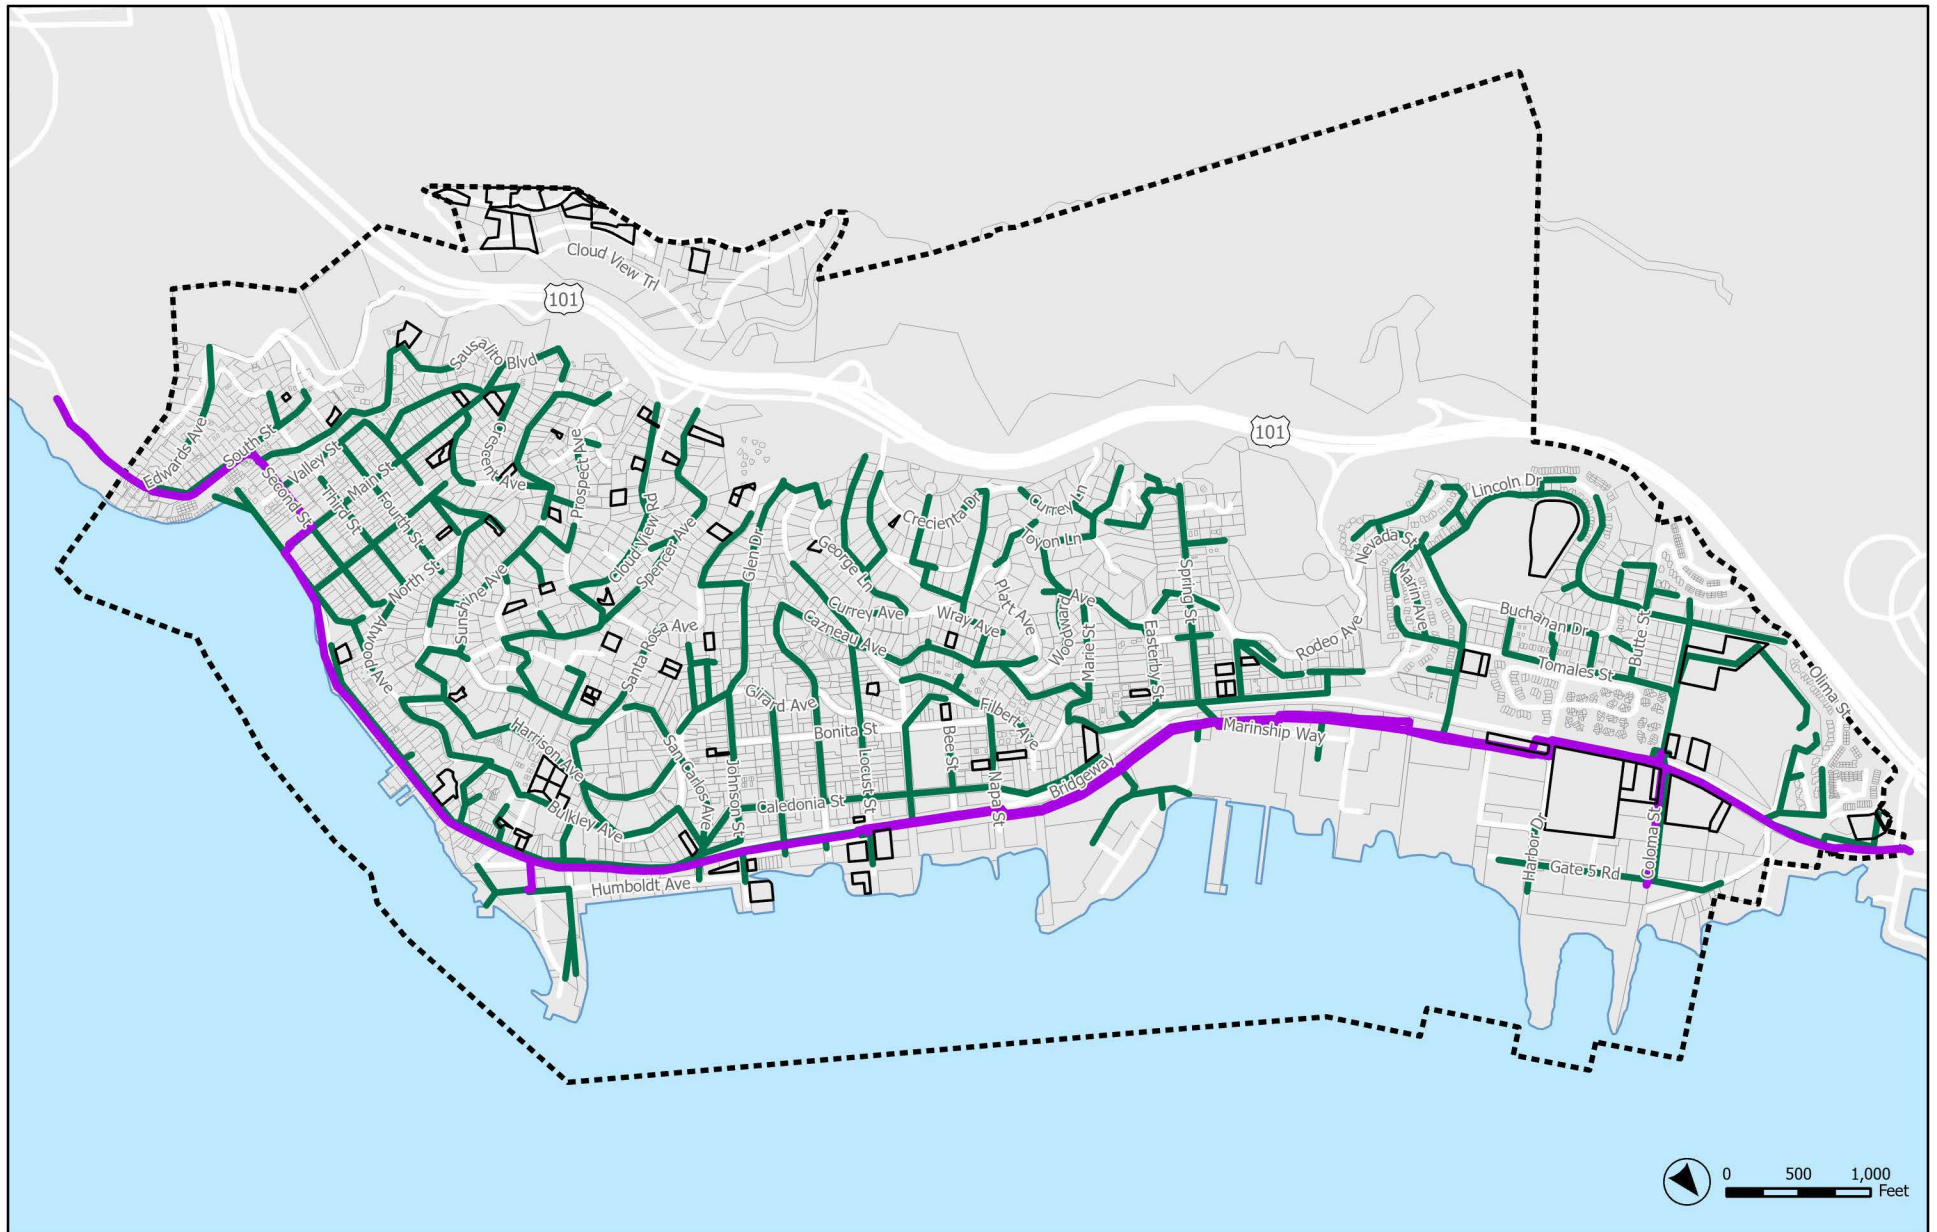 Cloud View Trl
101
Sausalito Blvd
101
Edwards Ave
South St
Valley St
Second St
Third St
Main St
Fourth St
North St
Crescent Ave
Prospect Ave
Cloud View Rd
Spencer Ave
Sunshine Ave
Atwood Ave
Santa Rosa Ave
Glen Dr
George Ln
Crecienta Dr
Currey Ln
Toyon Ln
Currey Ave
Cazneau Ave
Wray Ave
Platt Ave
Woodward Ave
Marie St
Easterby St
Spring St
Rodeo Ave
Nevada St
Marin Ave
Lincoln Dr
Buchanan Dr
Butte St
Tomales St
Olima St
Girard Ave
Bonita St
Filbert Ave
Bee St
Locust St
Napa St
Harrison Ave
San Carlos Ave
Johnson St
Caledonia St
Bulkley Ave
Bridgeway
Marinship Way
Humboldt Ave
Harbor Dr
Coloma St
Gate 5 Rd
0 500 1,000
Feet